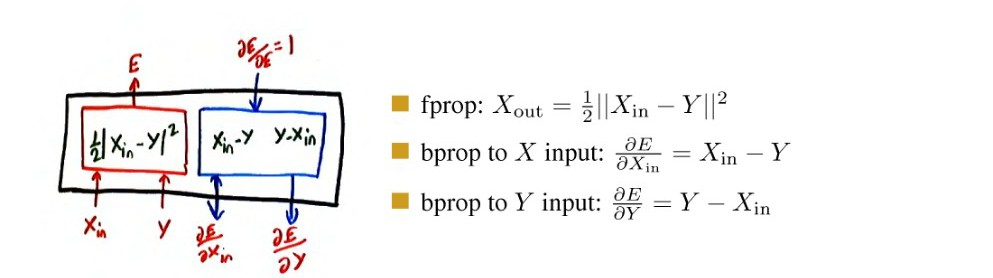 E
∂E/∂E=1
½|X_in-Y|²
X_in-Y Y-X_in
X_in Y ∂E/∂X_in ∂E/∂Y
fprop: X_out = ½||X_in − Y||²
bprop to X input: ∂E/∂X_in = X_in − Y
bprop to Y input: ∂E/∂Y = Y − X_in